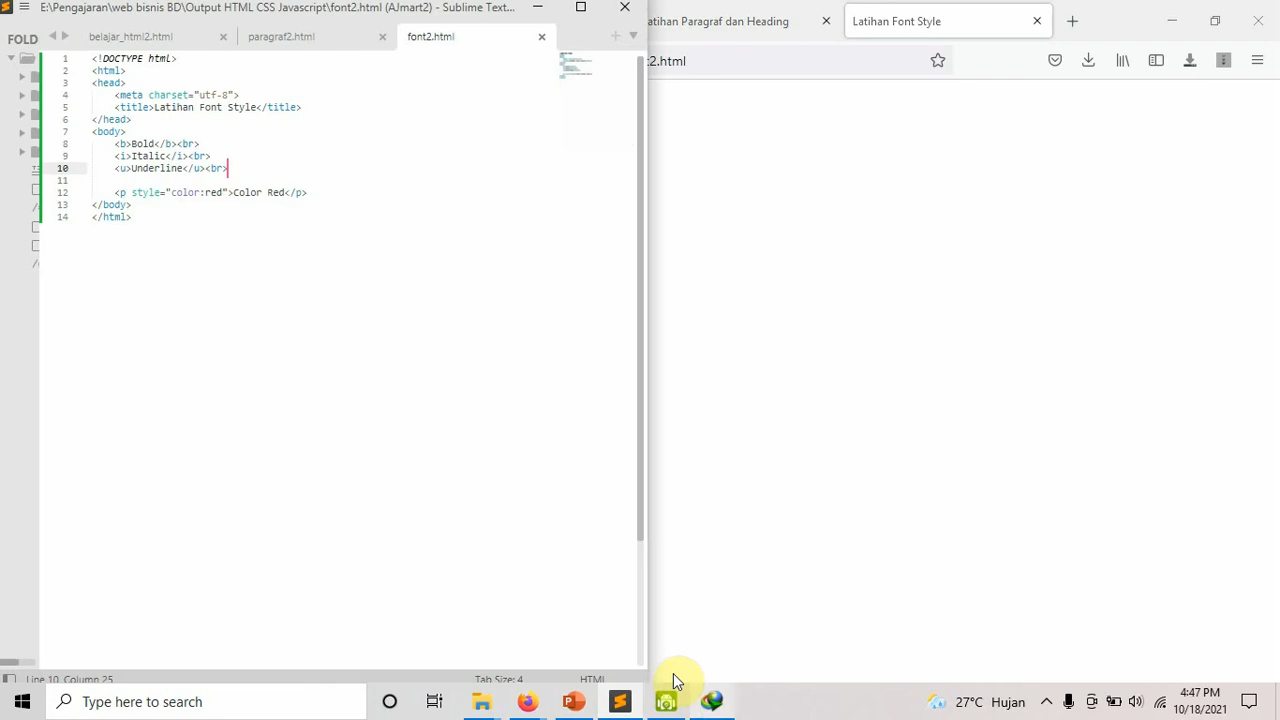 E:\Pengajaran\web bisnis BD\Output HTML CSS Javascript\font2.html (AJmart2) - Sublime Text...
atihan Paragraf dan Heading
Latihan Font Style
FOLD
belajar_html2.html
paragraf2.html
font2.html
t2.html
1 <!DOCTYPE html>
2 <html>
3 <head>
4 <meta charset="utf-8">
5 <title>Latihan Font Style</title>
6 </head>
7 <body>
8 <b>Bold</b><br>
9 <i>Italic</i><br>
10 <u>Underline</u><br>
11
12 <p style="color:red">Color Red</p>
13 </body>
14 </html>
Line 10, Column 25
Tab Size: 4
HTML
Type here to search
27°C Hujan
4:47 PM
10/18/2021